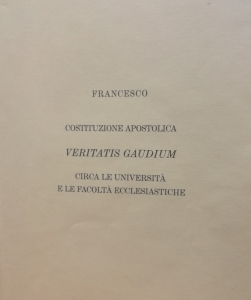 FRANCESCO
COSTITUZIONE APOSTOLICA
VERITATIS GAUDIUM
CIRCA LE UNIVERSITÀ
E LE FACOLTÀ ECCLESIASTICHE